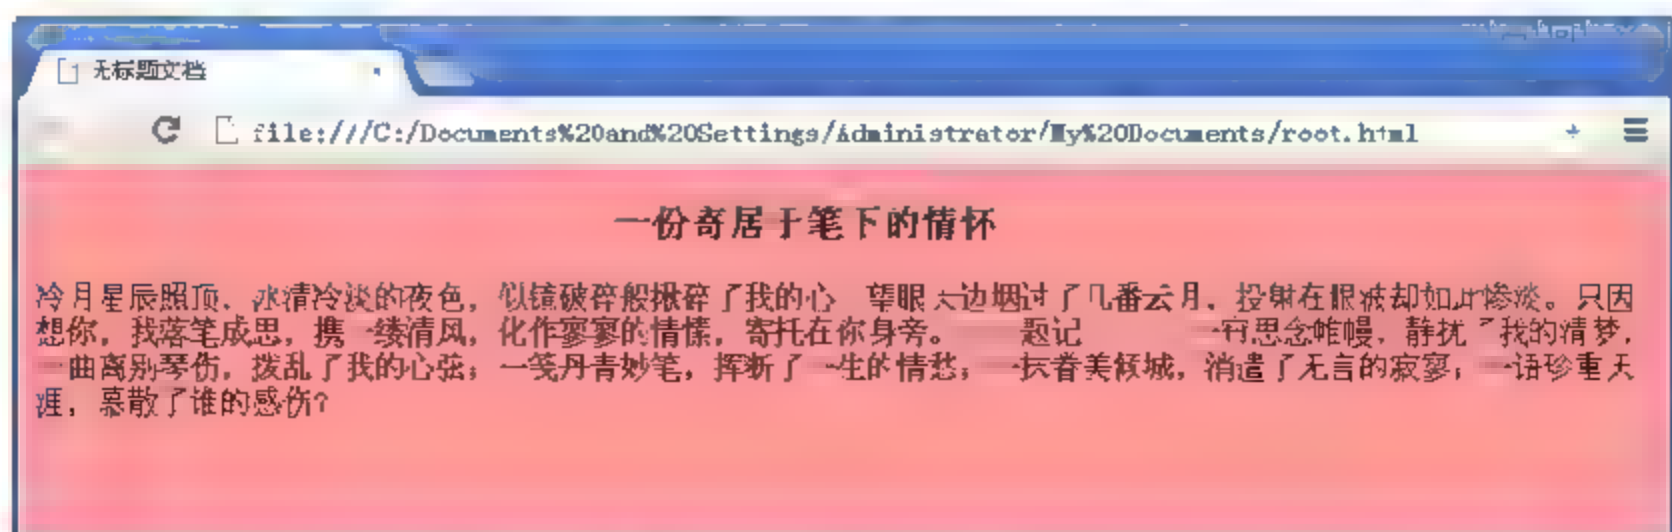 无标题文档
file:///C:/Documents%20and%20Settings/Administrator/My%20Documents/root.html
一份寄居于笔下的情怀
冷月星辰照顶，冰清冷淡的夜色，似镜破碎般揪碎了我的心 望眼天边烟过了几番云月，投射在眼波却如此惨淡。只因
想你，我落笔成思，携一缕清风，化作寥寥的情愫，寄托在你身旁。——题记 一帘思念帷幔，静扰了我的清梦，
一曲离别琴伤，拨乱了我的心弦；一笺丹青妙笔，挥断了一生的情愁；一抹眷美倾城，消遣了无言的寂寥；一语珍重天
涯，慕散了谁的感伤？